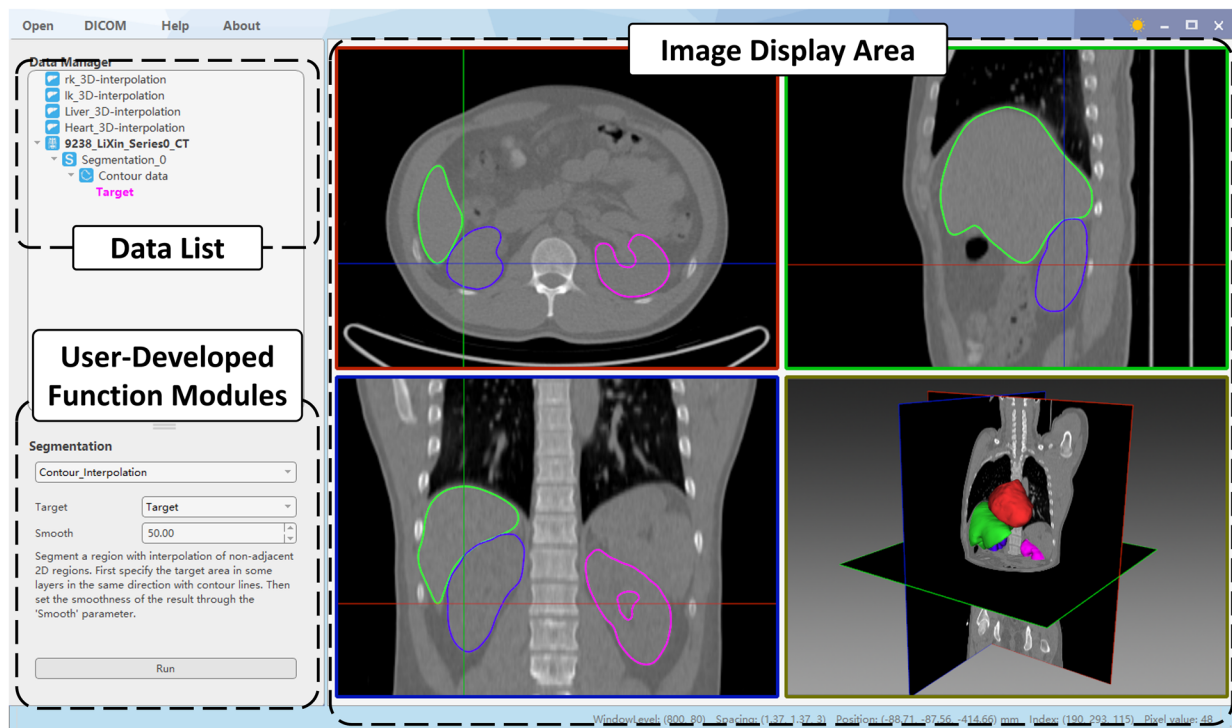 Open DICOM Help About
Image Display Area
Data Manager
rk_3D-interpolation
lk_3D-interpolation
Liver_3D-interpolation
Heart_3D-interpolation
9238_LiXin_Series0_CT
S Segmentation_0
Contour data
Target
Data List
User-Developed
Function Modules
Segmentation
Contour_Interpolation
Target Target
Smooth 50.00
Segment a region with interpolation of non-adjacent
2D regions. First specify the target area in some
layers in the same direction with contour lines. Then
set the smoothness of the result through the
'Smooth' parameter.
Run
WindowLevel: (800, 80) Spacing: (1.37, 1.37, 3) Position: (-88.71, -87.56, -414.66) mm Index: (190, 293, 115) Pixel value: 48